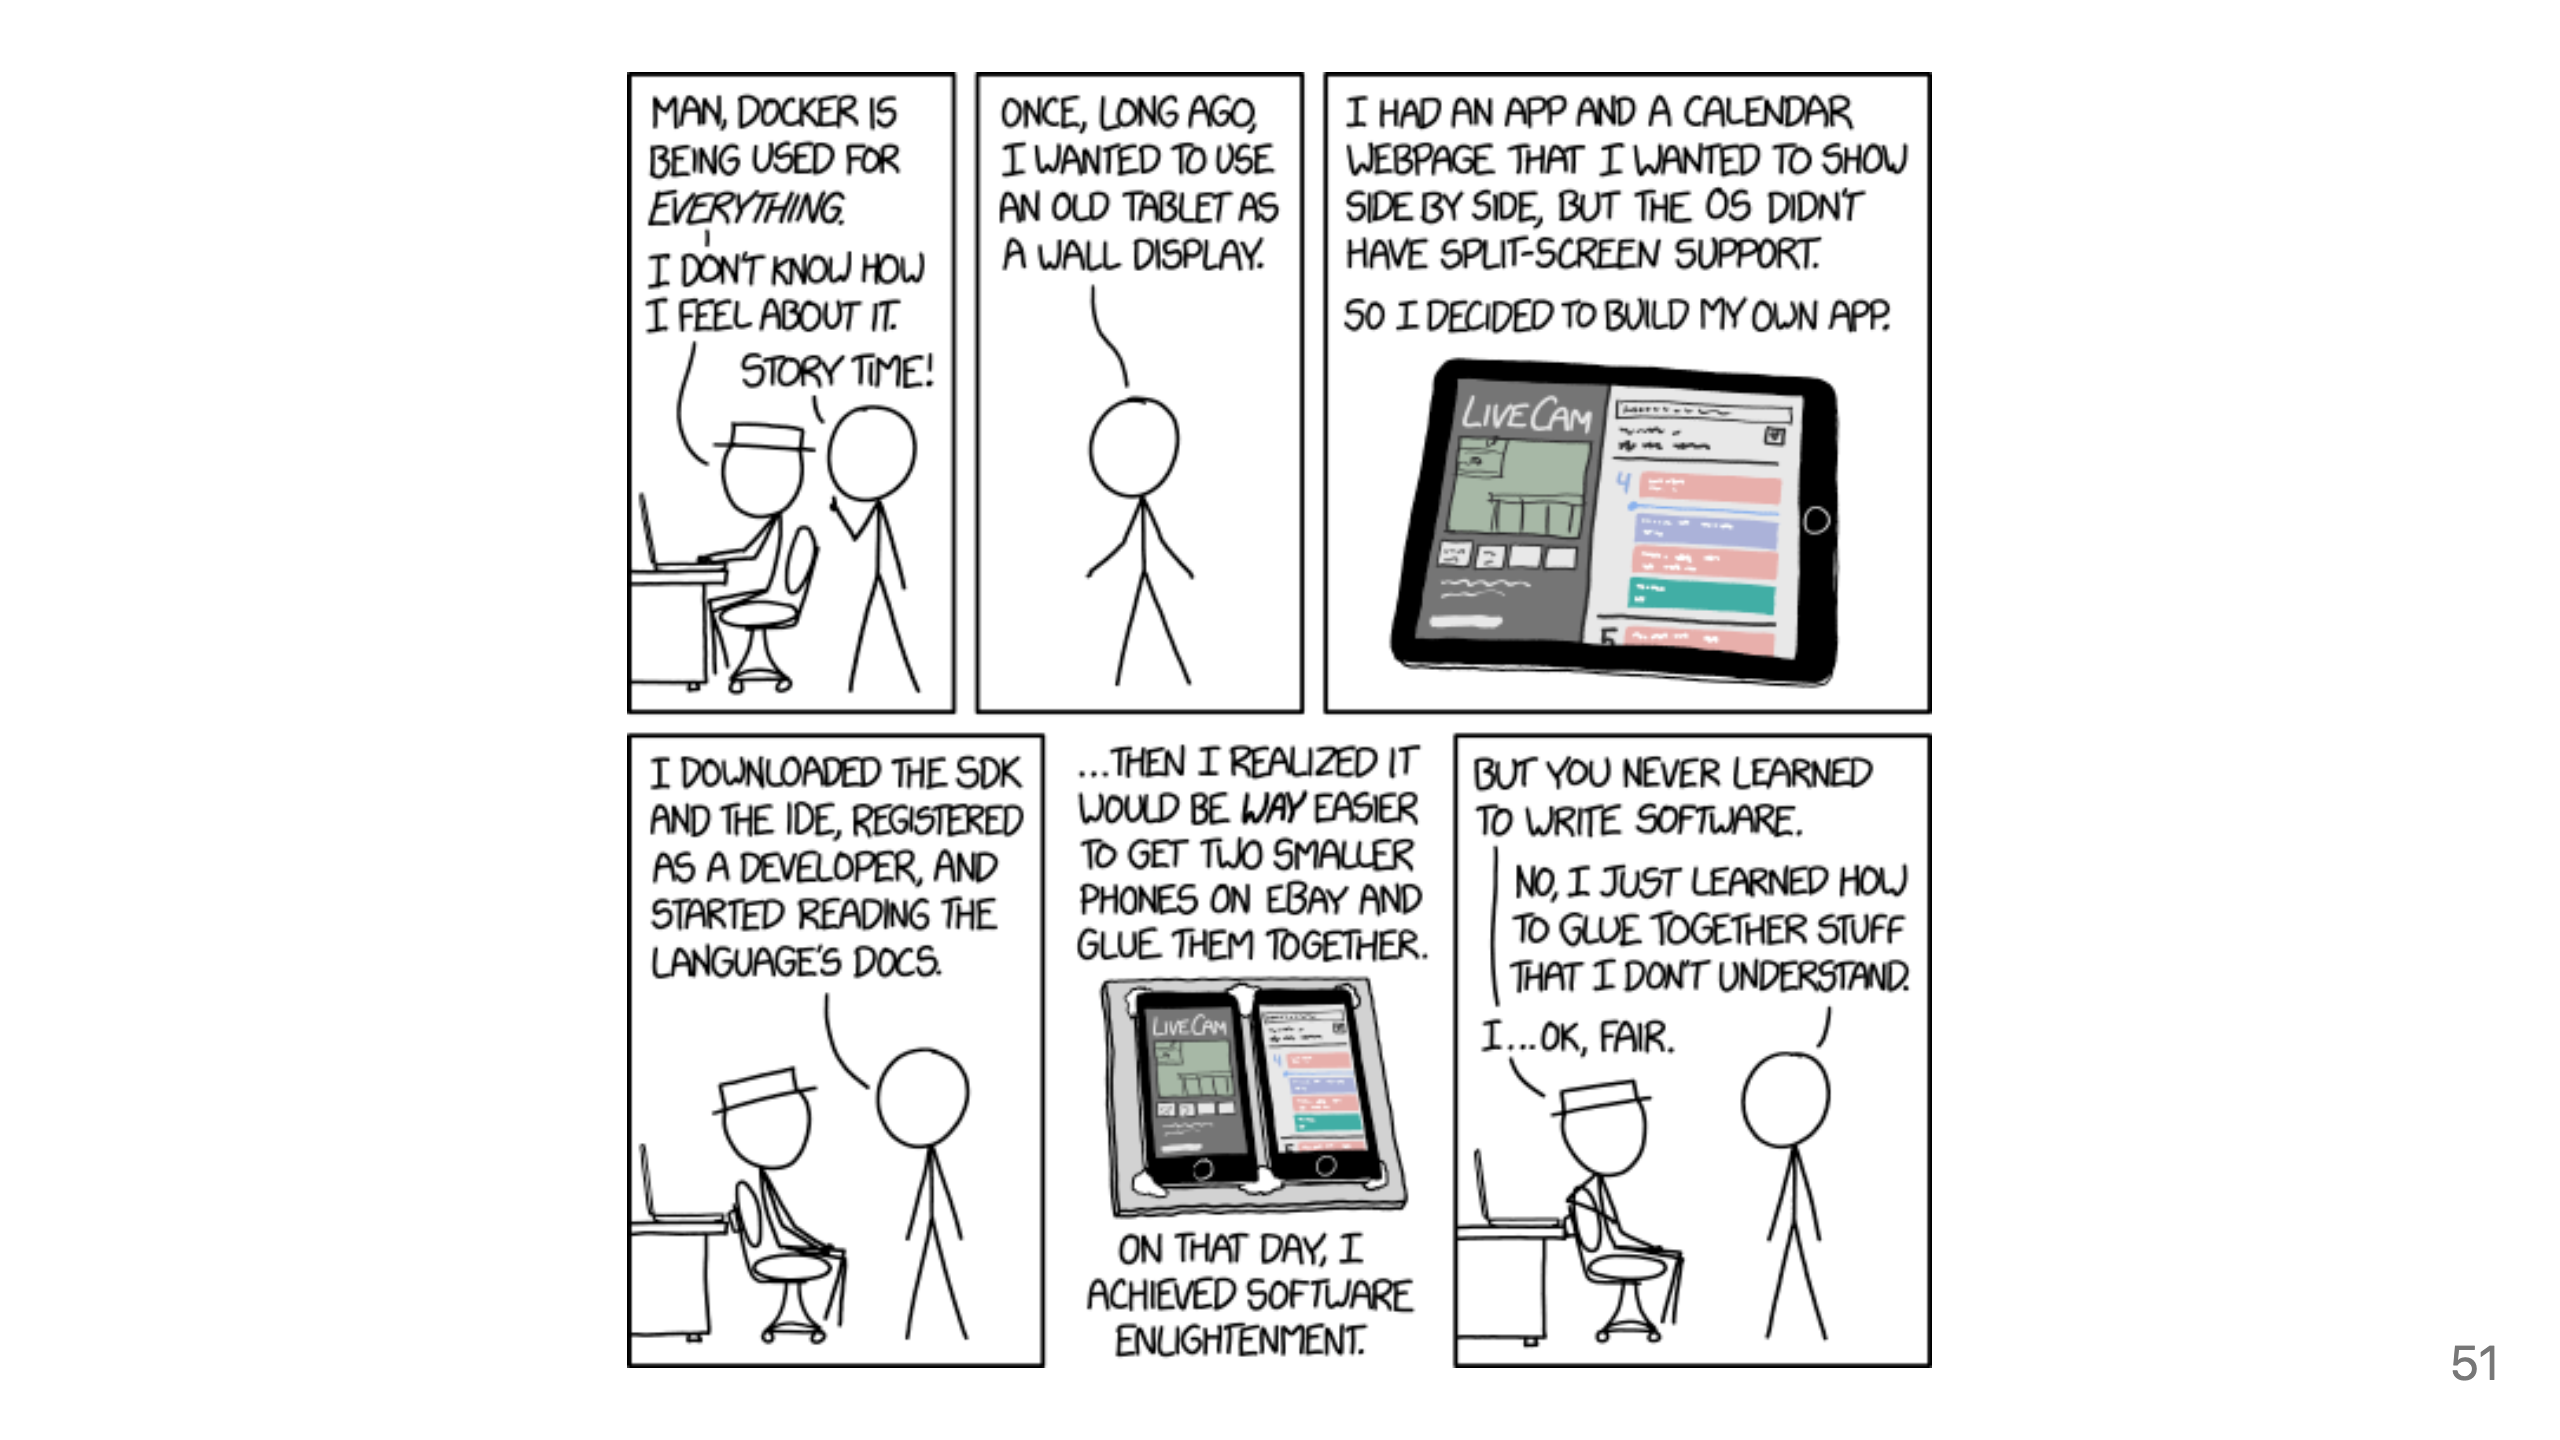 MAN, DOCKER IS
BEING USED FOR
EVERYTHING.
I DON'T KNOW HOW
I FEEL ABOUT IT.
STORY TIME!
ONCE, LONG AGO,
I WANTED TO USE
AN OLD TABLET AS
A WALL DISPLAY.
I HAD AN APP AND A CALENDAR
WEBPAGE THAT I WANTED TO SHOW
SIDE BY SIDE, BUT THE OS DIDN'T
HAVE SPLIT-SCREEN SUPPORT.
SO I DECIDED TO BUILD MY OWN APP.
LIVECAM
4
5
I DOWNLOADED THE SDK
AND THE IDE, REGISTERED
AS A DEVELOPER, AND
STARTED READING THE
LANGUAGE'S DOCS.
...THEN I REALIZED IT
WOULD BE WAY EASIER
TO GET TWO SMALLER
PHONES ON EBAY AND
GLUE THEM TOGETHER.
LIVECAM
4
5
ON THAT DAY, I
ACHIEVED SOFTWARE
ENLIGHTENMENT.
BUT YOU NEVER LEARNED
TO WRITE SOFTWARE.
NO, I JUST LEARNED HOW
TO GLUE TOGETHER STUFF
THAT I DON'T UNDERSTAND.
I...OK, FAIR.
51